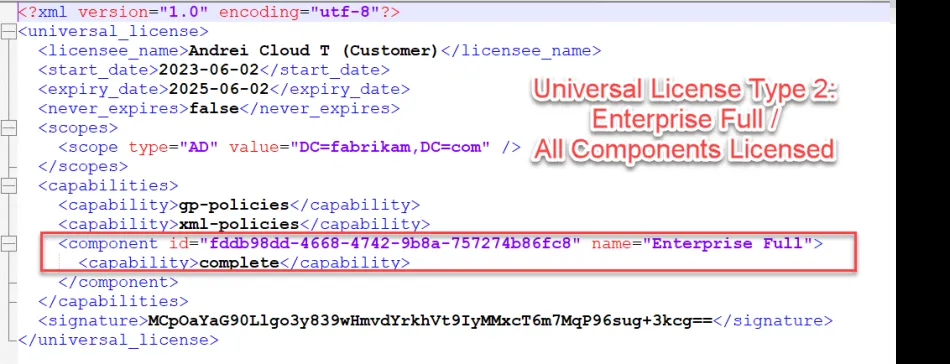 <?xml version="1.0" encoding="utf-8"?>
<universal_license>
<licensee_name>Andrei Cloud T (Customer)</licensee_name>
<start_date>2023-06-02</start_date>
<expiry_date>2025-06-02</expiry_date>
<never_expires>false</never_expires>
<scopes>
<scope type="AD" value="DC=fabrikam,DC=com" />
</scopes>
<capabilities>
<capability>gp-policies</capability>
<capability>xml-policies</capability>
<component id="fddb98dd-4668-4742-9b8a-757274b86fc8" name="Enterprise Full">
<capability>complete</capability>
</component>
</capabilities>
<signature>MCpOaYaG90Llgo3y839wHmvdYrkhVt9IyMMxcT6m7MqP96sug+3kcg==</signature>
</universal_license>
Universal License Type 2:
Enterprise Full /
All Components Licensed